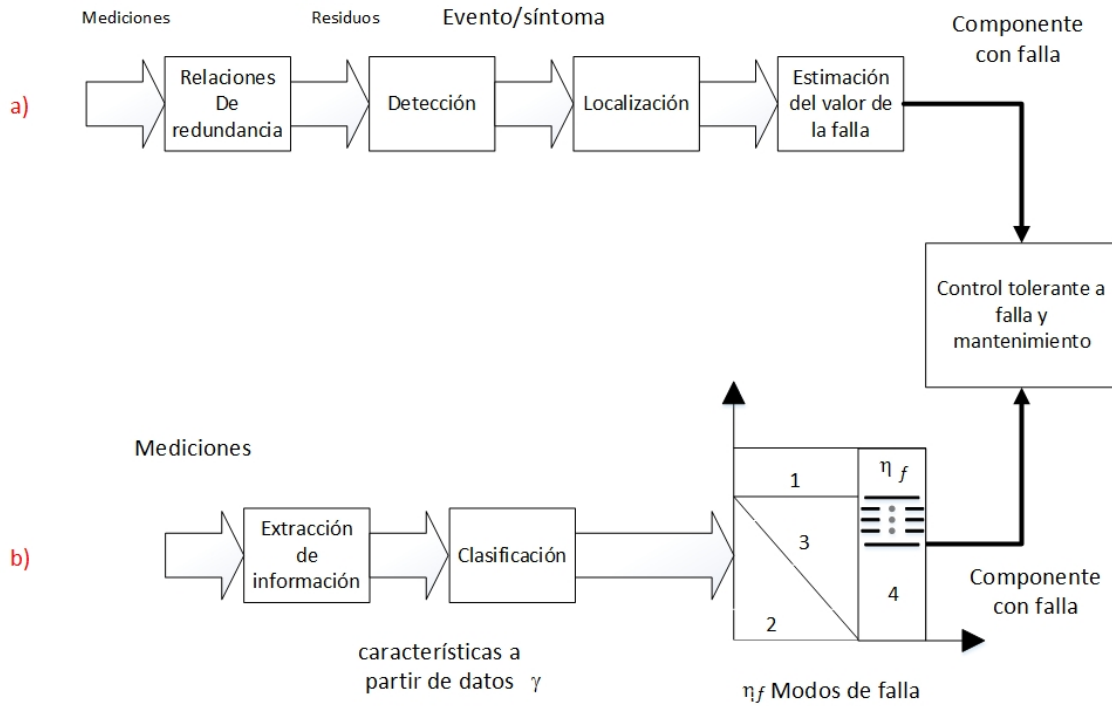 Mediciones
Residuos
Evento/síntoma
Componente
con falla
a)
Relaciones
De
redundancia
Detección
Localización
Estimación
del valor de
la falla
Control tolerante a
falla y
mantenimiento
Mediciones
b)
Extracción
de
información
Clasificación
1
2
3
4
η f
Componente
con falla
características a
partir de datos γ
ηf Modos de falla